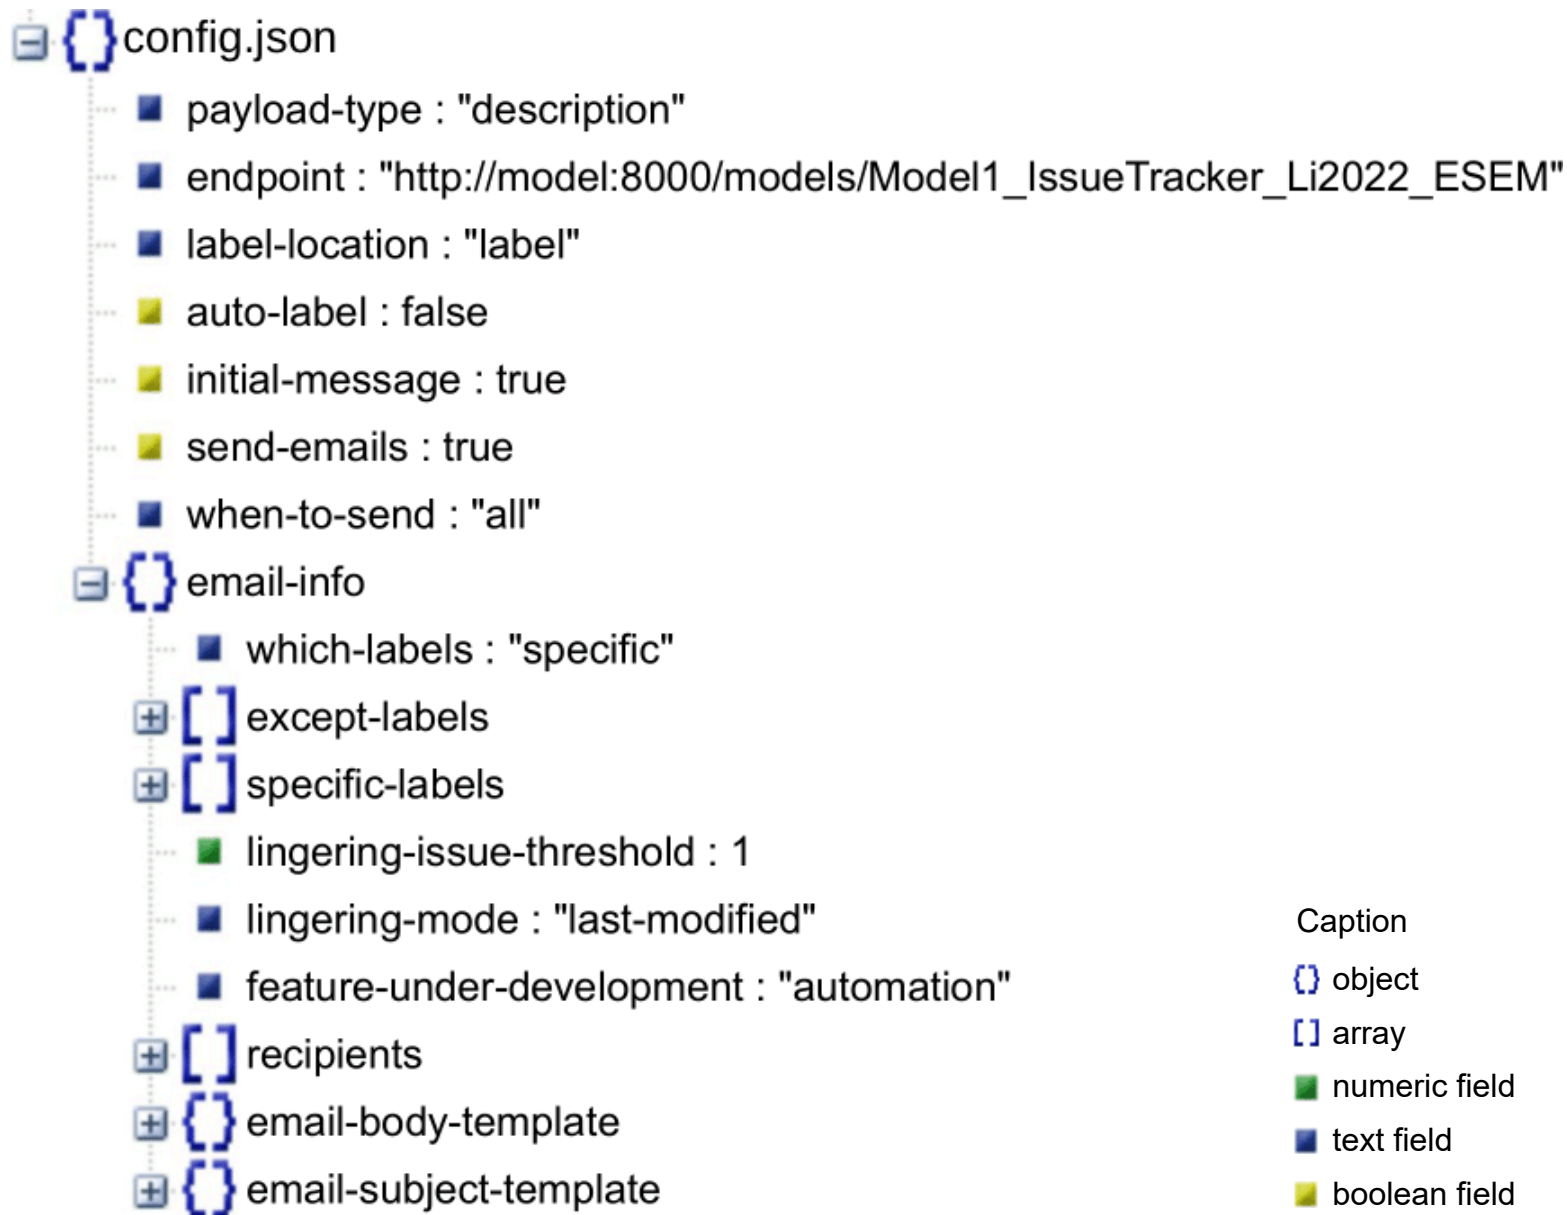 config.json
payload-type : "description"
endpoint : "http://model:8000/models/Model1_IssueTracker_Li2022_ESEM"
label-location : "label"
auto-label : false
initial-message : true
send-emails : true
when-to-send : "all"
email-info
which-labels : "specific"
except-labels
specific-labels
lingering-issue-threshold : 1
lingering-mode : "last-modified"
feature-under-development : "automation"
recipients
email-body-template
email-subject-template
Caption
object
array
numeric field
text field
boolean field